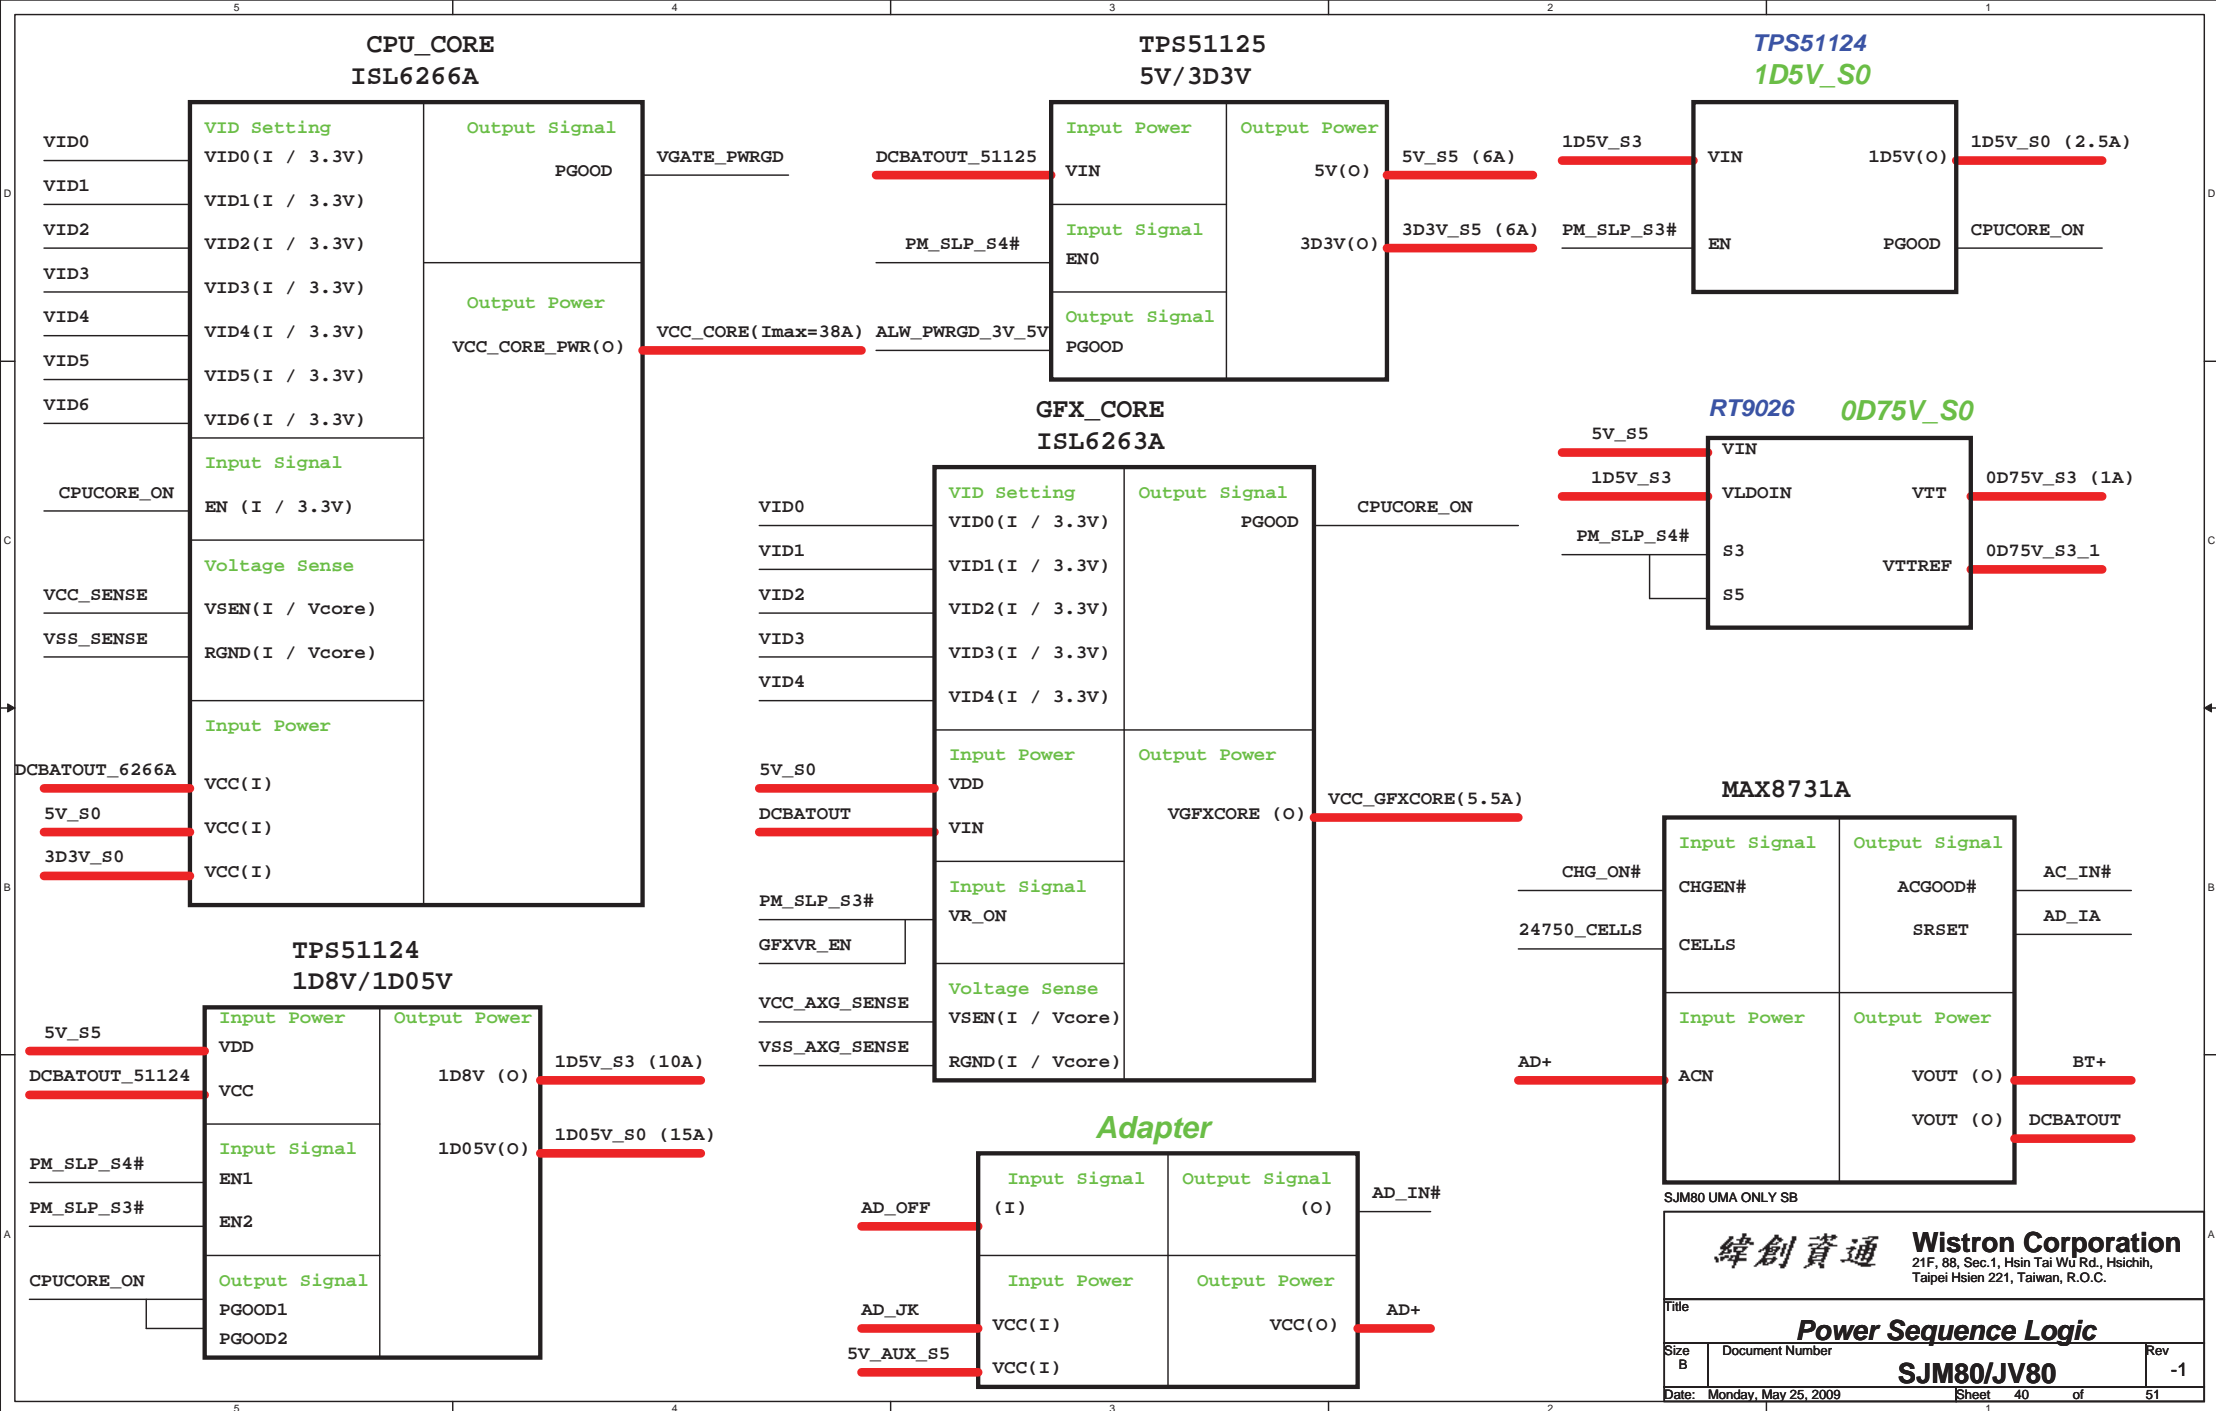 5 4 3 2 1
D
C
B
A
CPU_CORE
ISL6266A
VID0
VID1
VID2
VID3
VID4
VID5
VID6
CPUCORE_ON
VCC_SENSE
VSS_SENSE
DCBATOUT_6266A
5V_S0
3D3V_S0
VID Setting
VID0(I / 3.3V)
VID1(I / 3.3V)
VID2(I / 3.3V)
VID3(I / 3.3V)
VID4(I / 3.3V)
VID5(I / 3.3V)
VID6(I / 3.3V)
Input Signal
EN (I / 3.3V)
Voltage Sense
VSEN(I / Vcore)
RGND(I / Vcore)
Input Power
VCC(I)
VCC(I)
VCC(I)
Output Signal
PGOOD
Output Power
VCC_CORE_PWR(O)
VGATE_PWRGD
VCC_CORE(Imax=38A)
TPS51125
5V/3D3V
DCBATOUT_51125
PM_SLP_S4#
ALW_PWRGD_3V_5V
Input Power
VIN
Input Signal
EN0
Output Signal
PGOOD
Output Power
5V(O)
3D3V(O)
5V_S5 (6A)
3D3V_S5 (6A)
TPS51124
1D5V_S0
1D5V_S3
PM_SLP_S3#
VIN
EN
1D5V(O)
PGOOD
1D5V_S0 (2.5A)
CPUCORE_ON
GFX_CORE
ISL6263A
VID0
VID1
VID2
VID3
VID4
5V_S0
DCBATOUT
PM_SLP_S3#
GFXVR_EN
VCC_AXG_SENSE
VSS_AXG_SENSE
VID Setting
VID0(I / 3.3V)
VID1(I / 3.3V)
VID2(I / 3.3V)
VID3(I / 3.3V)
VID4(I / 3.3V)
Input Power
VDD
VIN
Input Signal
VR_ON
Voltage Sense
VSEN(I / Vcore)
RGND(I / Vcore)
Output Signal
PGOOD
Output Power
VGFXCORE (O)
CPUCORE_ON
VCC_GFXCORE(5.5A)
RT9026 0D75V_S0
5V_S5
1D5V_S3
PM_SLP_S4#
VIN
VLDOIN
S3
S5
VTT
VTTREF
0D75V_S3 (1A)
0D75V_S3_1
TPS51124
1D8V/1D05V
5V_S5
DCBATOUT_51124
PM_SLP_S4#
PM_SLP_S3#
CPUCORE_ON
Input Power
VDD
VCC
Input Signal
EN1
EN2
Output Signal
PGOOD1
PGOOD2
Output Power
1D8V (O)
1D05V(O)
1D5V_S3 (10A)
1D05V_S0 (15A)
Adapter
AD_OFF
AD_JK
5V_AUX_S5
Input Signal
(I)
Input Power
VCC(I)
VCC(I)
Output Signal
(O)
Output Power
VCC(O)
AD_IN#
AD+
MAX8731A
CHG_ON#
24750_CELLS
AD+
Input Signal
CHGEN#
CELLS
Input Power
ACN
Output Signal
ACGOOD#
SRSET
Output Power
VOUT (O)
VOUT (O)
AC_IN#
AD_IA
BT+
DCBATOUT
SJM80 UMA ONLY SB
緯創資通
Wistron Corporation
21F, 88, Sec.1, Hsin Tai Wu Rd., Hsichih,
Taipei Hsien 221, Taiwan, R.O.C.
Title
Power Sequence Logic
Size
B
Document Number
SJM80/JV80
Rev
-1
Date: Monday, May 25, 2009
Sheet 40 of 51
D
C
B
A
5 4 3 2 1